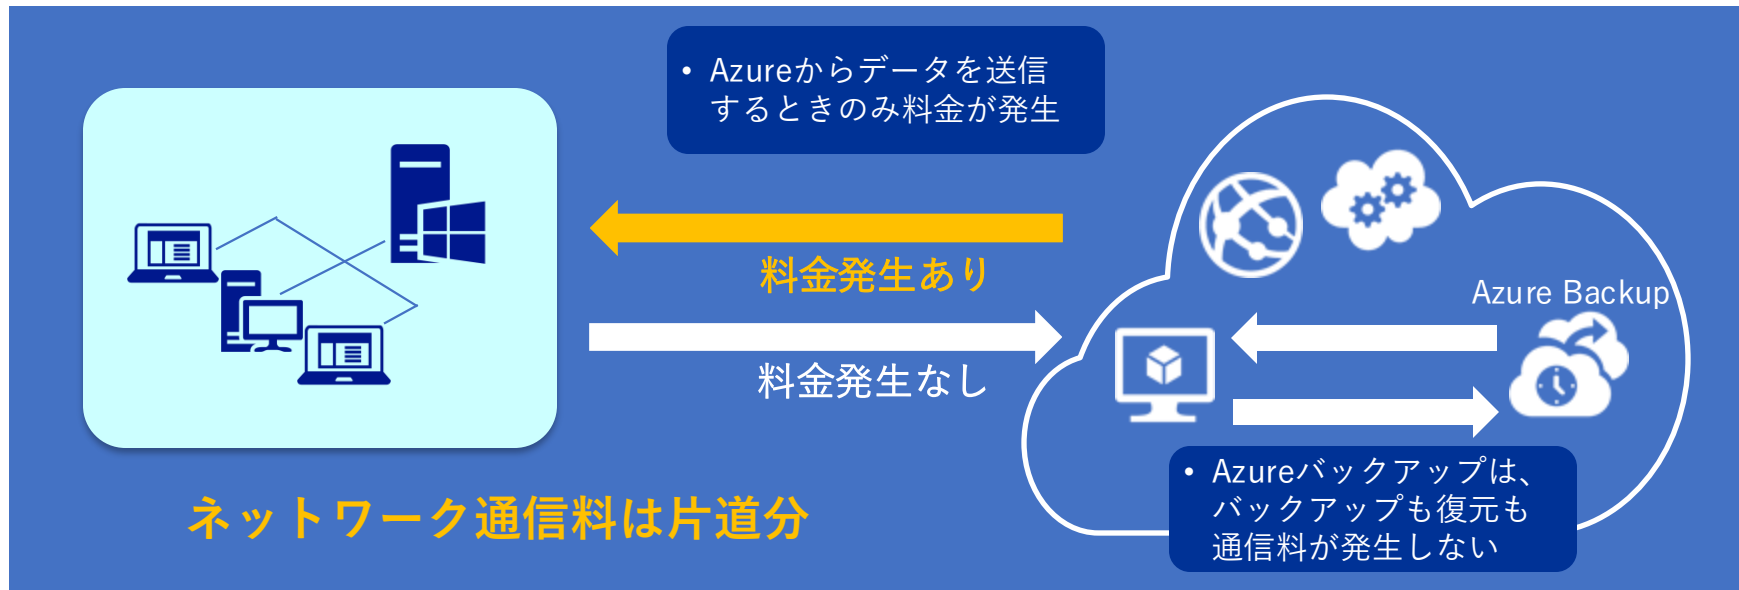 • Azureからデータを送信
するときのみ料金が発生
料金発生あり
料金発生なし
Azure Backup
• Azureバックアップは、
バックアップも復元も
通信料が発生しない
ネットワーク通信料は片道分